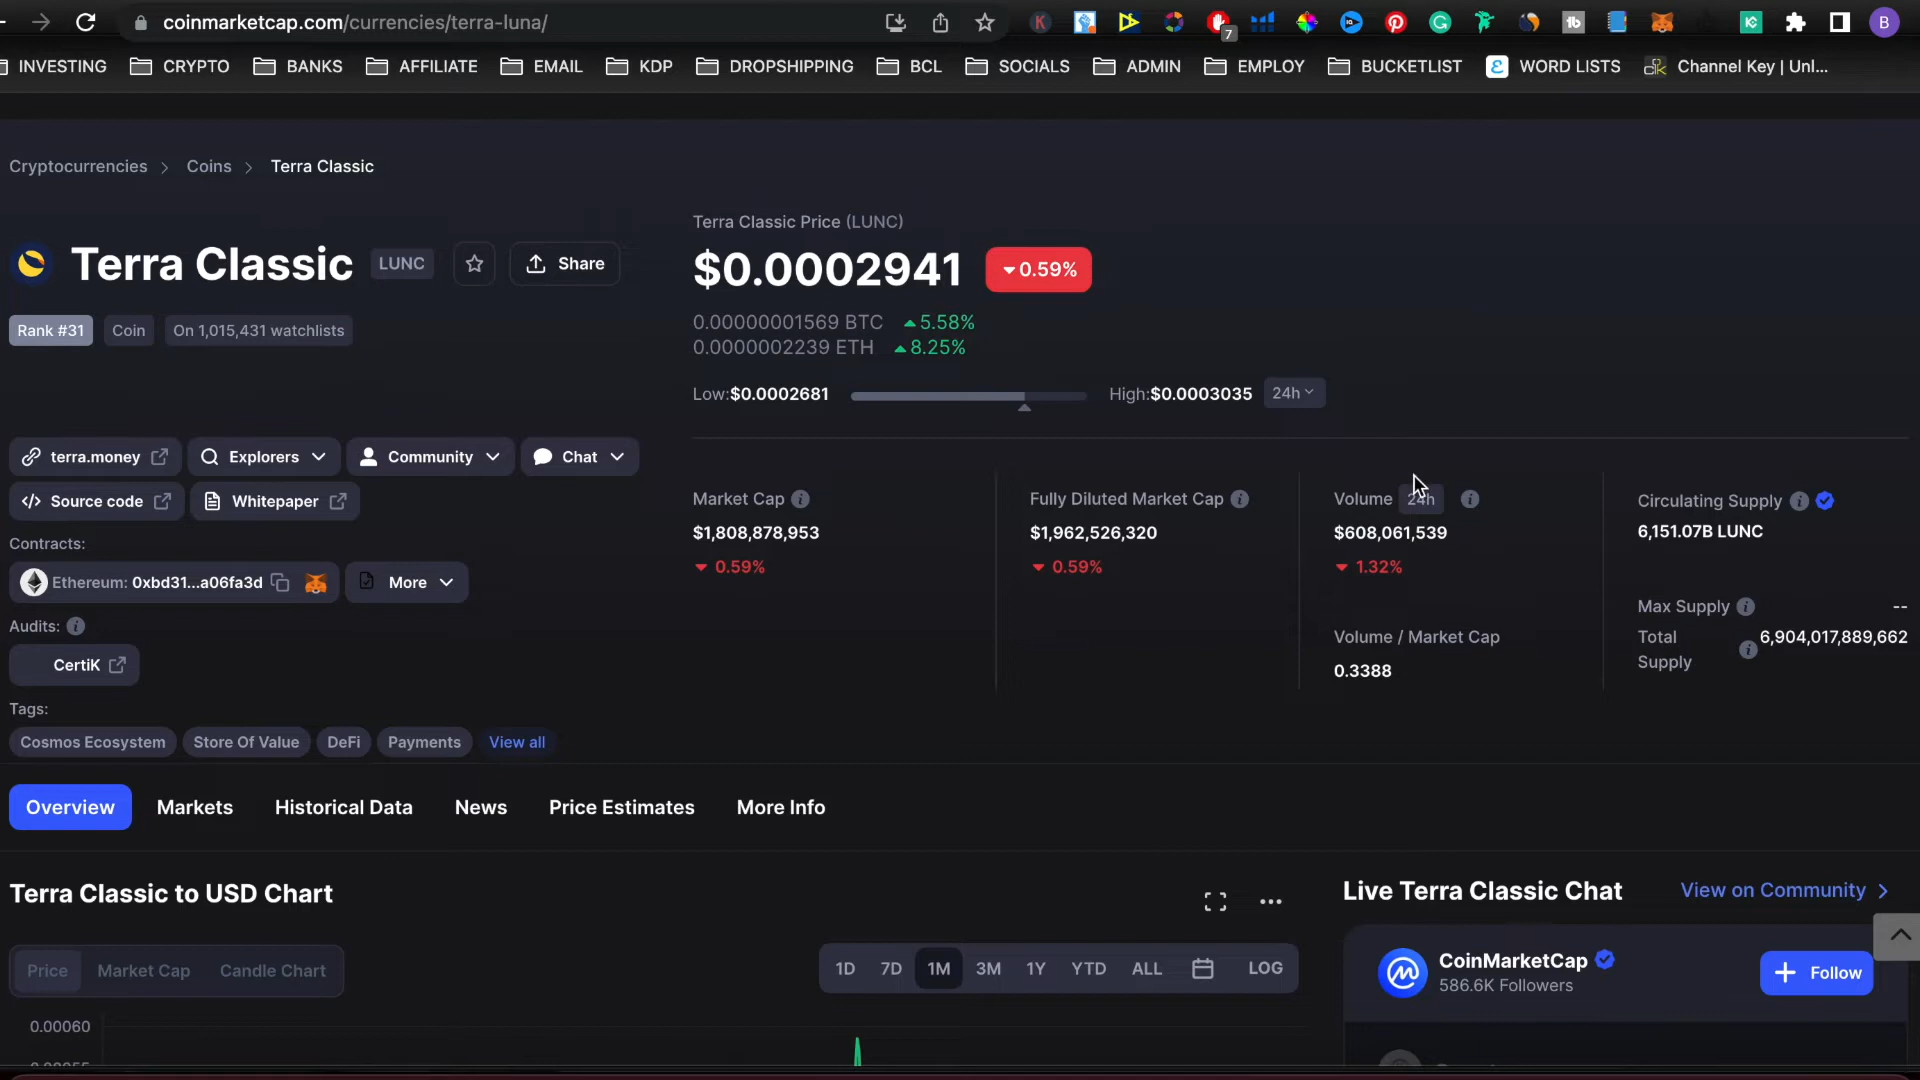 coinmarketcap.com/currencies/terra-luna/
7
B
INVESTING CRYPTO BANKS AFFILIATE EMAIL KDP DROPSHIPPING BCL SOCIALS ADMIN EMPLOY BUCKETLIST WORD LISTS Channel Key | Unl...
Cryptocurrencies > Coins > Terra Classic
Terra Classic LUNC Share
Rank #31 Coin On 1,015,431 watchlists
Terra Classic Price (LUNC)
$0.0002941 0.59%
0.00000001569 BTC 5.58%
0.0000002239 ETH 8.25%
Low:$0.0002681 High:$0.0003035 24h
terra.money Explorers Community Chat
Source code Whitepaper
Contracts:
Ethereum: 0xbd31...a06fa3d More
Audits:
CertiK
Tags:
Cosmos Ecosystem Store Of Value DeFi Payments View all
Market Cap
$1,808,878,953
0.59%
Fully Diluted Market Cap
$1,962,526,320
0.59%
Volume 24h
$608,061,539
1.32%
Volume / Market Cap
0.3388
Circulating Supply
6,151.07B LUNC
Max Supply --
Total Supply 6,904,017,889,662
Overview Markets Historical Data News Price Estimates More Info
Terra Classic to USD Chart
Price Market Cap Candle Chart
1D 7D 1M 3M 1Y YTD ALL LOG
0.00060
Live Terra Classic Chat View on Community >
CoinMarketCap
586.6K Followers
+ Follow